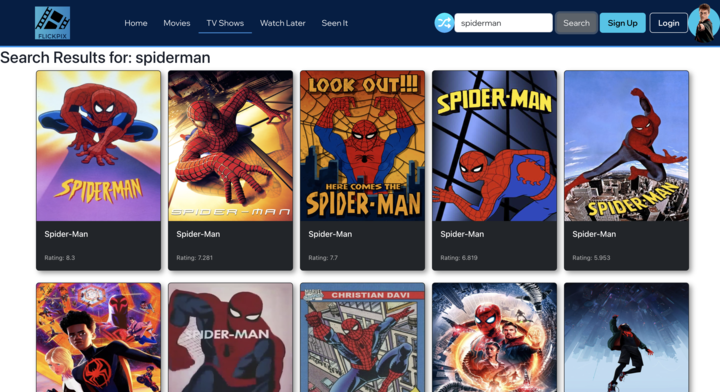 FLICKPIX
Home Movies TV Shows Watch Later Seen It
spiderman Search Sign Up Login
Search Results for: spiderman
SPIDER-MAN
SPIDER-MAN
LOOK OUT!!!
HERE COMES THE
SPIDER-MAN
SPIDER-MAN
SPIDER-MAN
Spider-Man Spider-Man Spider-Man Spider-Man Spider-Man
Rating: 8.3 Rating: 7.281 Rating: 7.7 Rating: 6.819 Rating: 5.953
SPIDER-MAN
CHRISTIAN DAVI